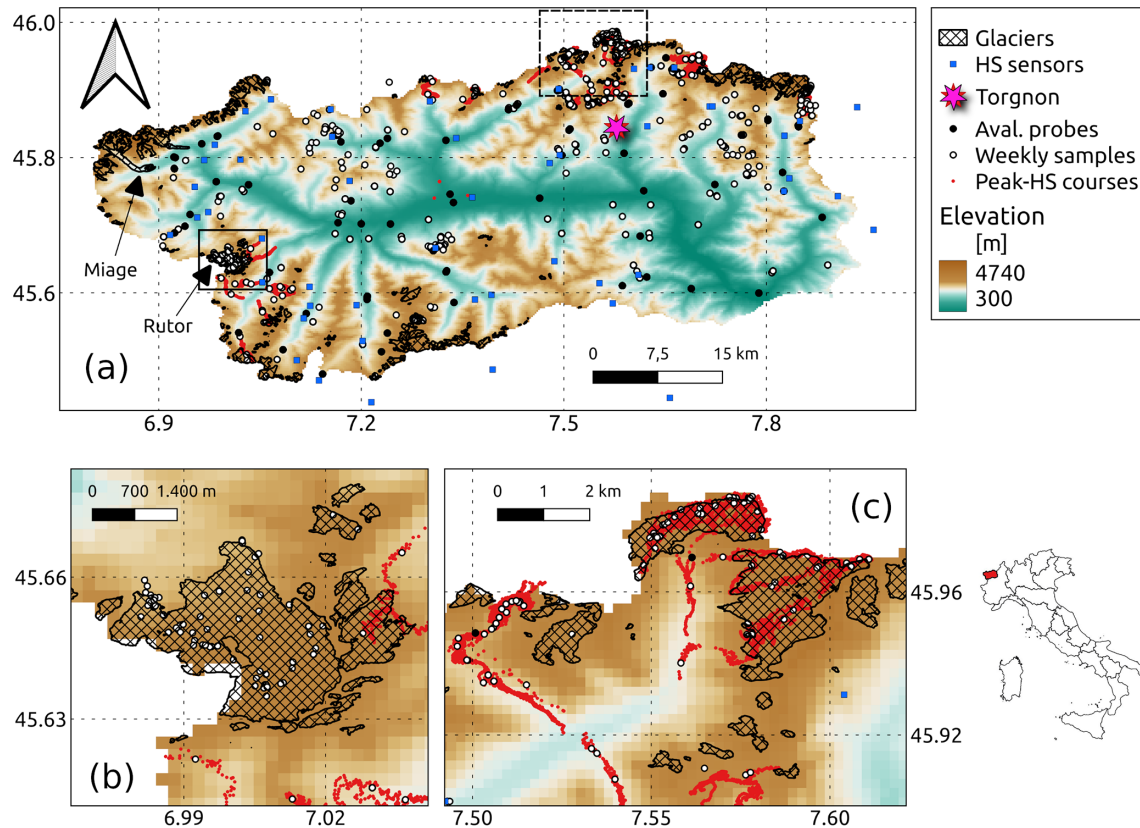 46.0
45.8
45.6
Miage
Rutor
(a)
0 7,5 15 km
6.9 7.2 7.5 7.8
Glaciers
HS sensors
Torgnon
Aval. probes
Weekly samples
Peak-HS courses
Elevation
[m]
4740
300
0 700 1.400 m
45.66
45.63
(b)
6.99 7.02
0 1 2 km
(c)
45.96
45.92
7.50 7.55 7.60